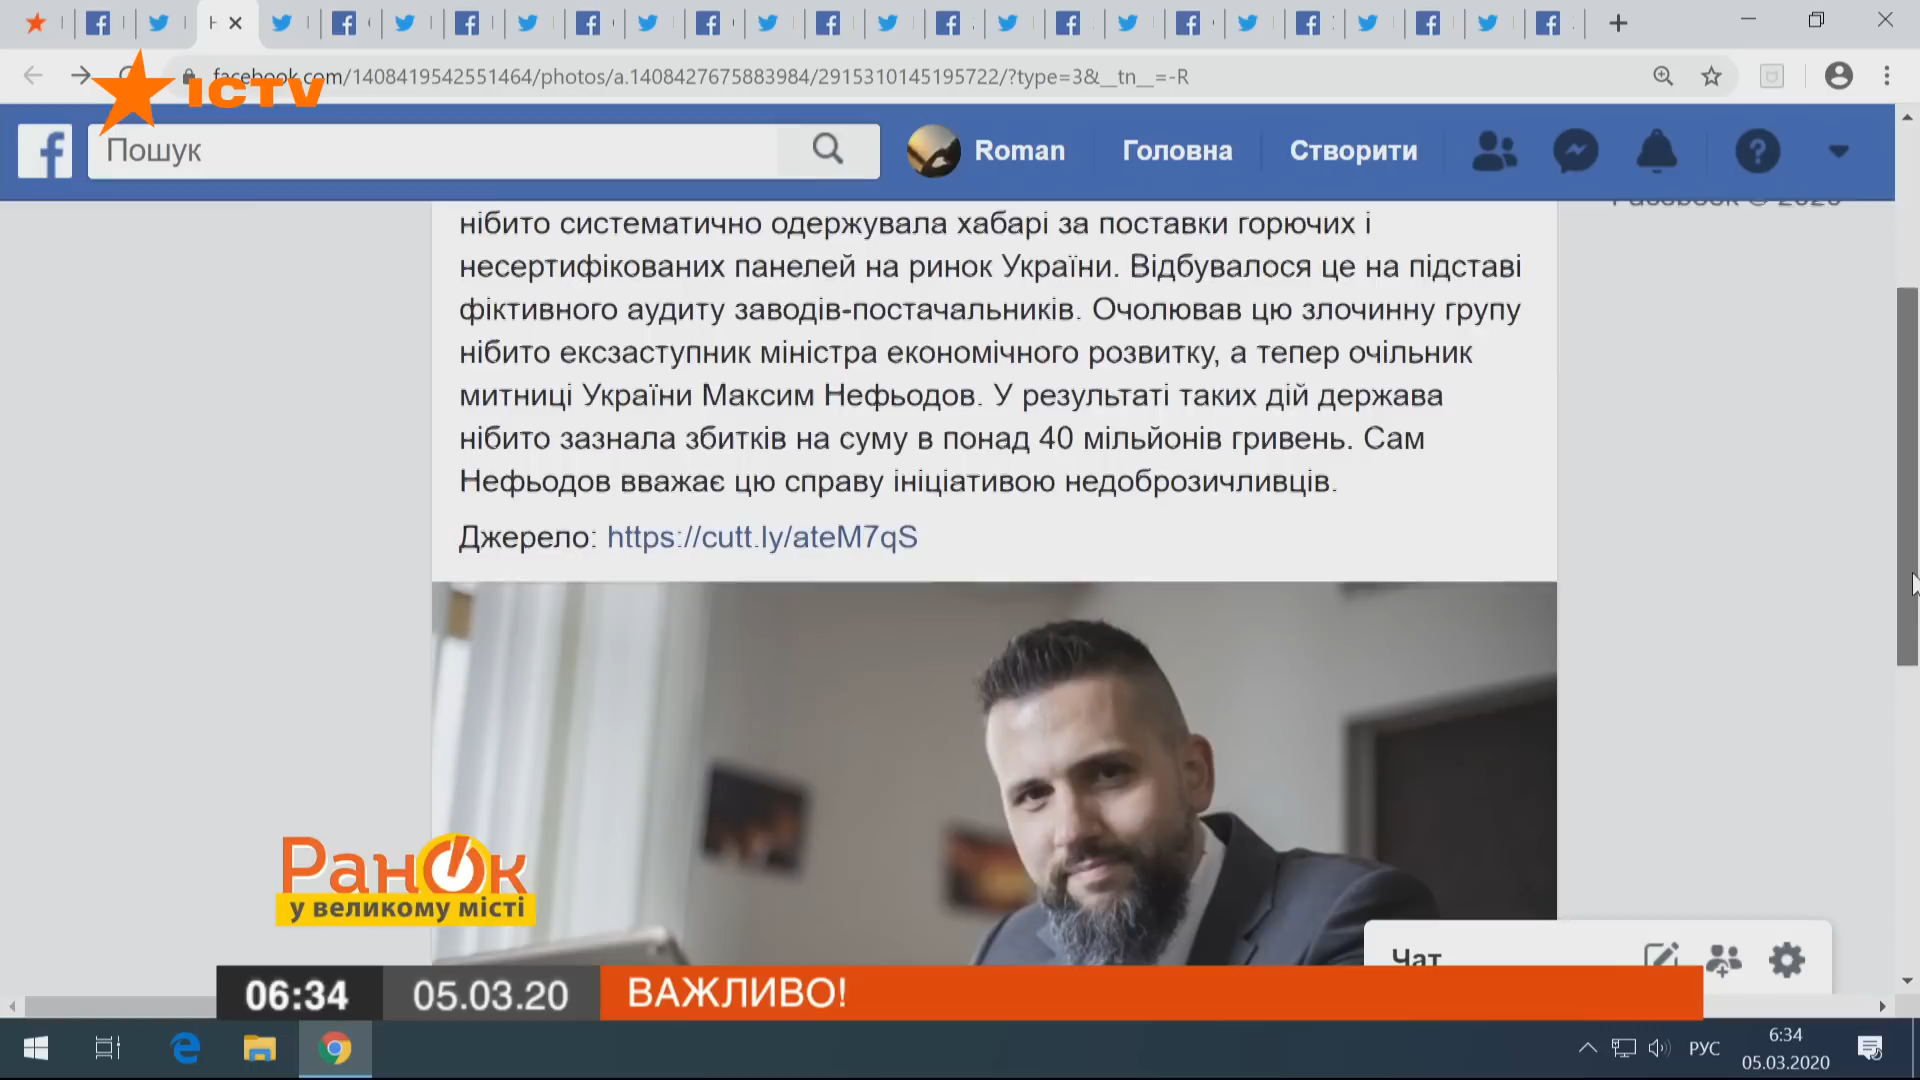 facebook.com/1408419542551464/photos/a.1408427675883984/2915310145195722/?type=3&__tn__=-R
ICTV
Пошук
Roman
Головна
Створити
Facebook © 2020
нібито систематично одержувала хабарі за поставки горючих і
несертифікованих панелей на ринок України. Відбувалося це на підставі
фіктивного аудиту заводів-постачальників. Очолював цю злочинну групу
нібито ексзаступник міністра економічного розвитку, а тепер очільник
митниці України Максим Нефьодов. У результаті таких дій держава
нібито зазнала збитків на суму в понад 40 мільйонів гривень. Сам
Нефьодов вважає цю справу ініціативою недоброзичливців.
Джерело: https://cutt.ly/ateM7qS
Ранок
у великому місті
Чат
06:34
05.03.20
ВАЖЛИВО!
РУС
6:34
05.03.2020